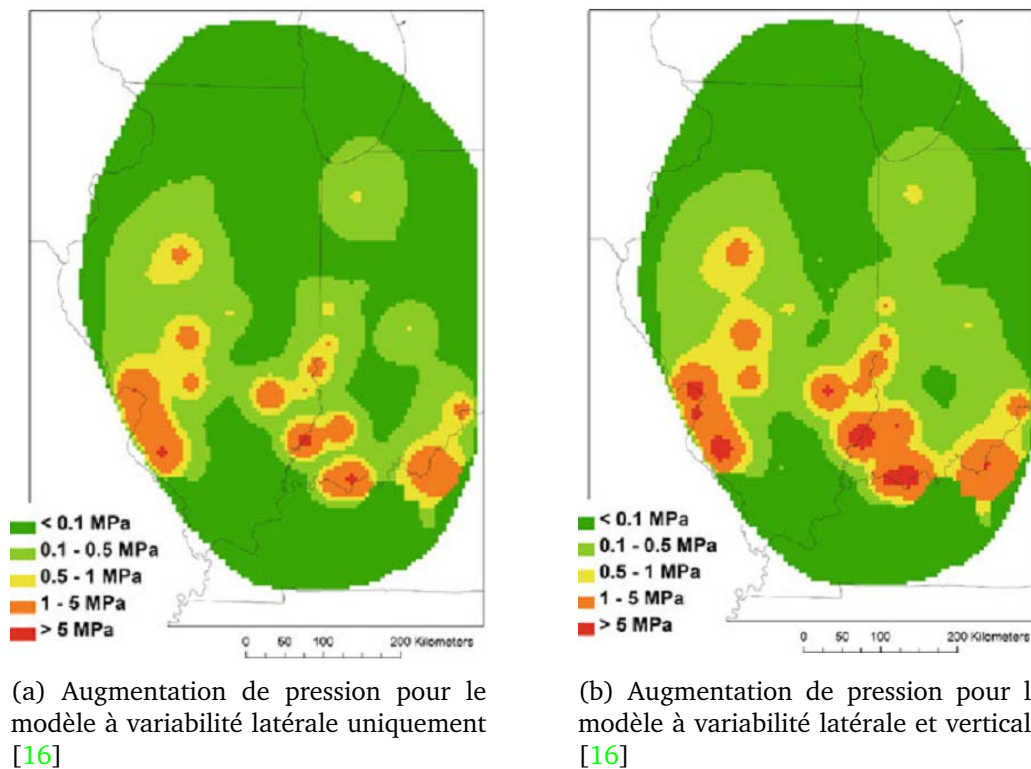 < 0.1 MPa
0.1 - 0.5 MPa
0.5 - 1 MPa
1 - 5 MPa
> 5 MPa
0 50 100 200 Kilometers
(a) Augmentation de pression pour le
modèle à variabilité latérale uniquement
[16]
< 0.1 MPa
0.1 - 0.5 MPa
0.5 - 1 MPa
1 - 5 MPa
> 5 MPa
0 50 100 200 Kilometers
(b) Augmentation de pression pour l
modèle à variabilité latérale et vertical
[16]